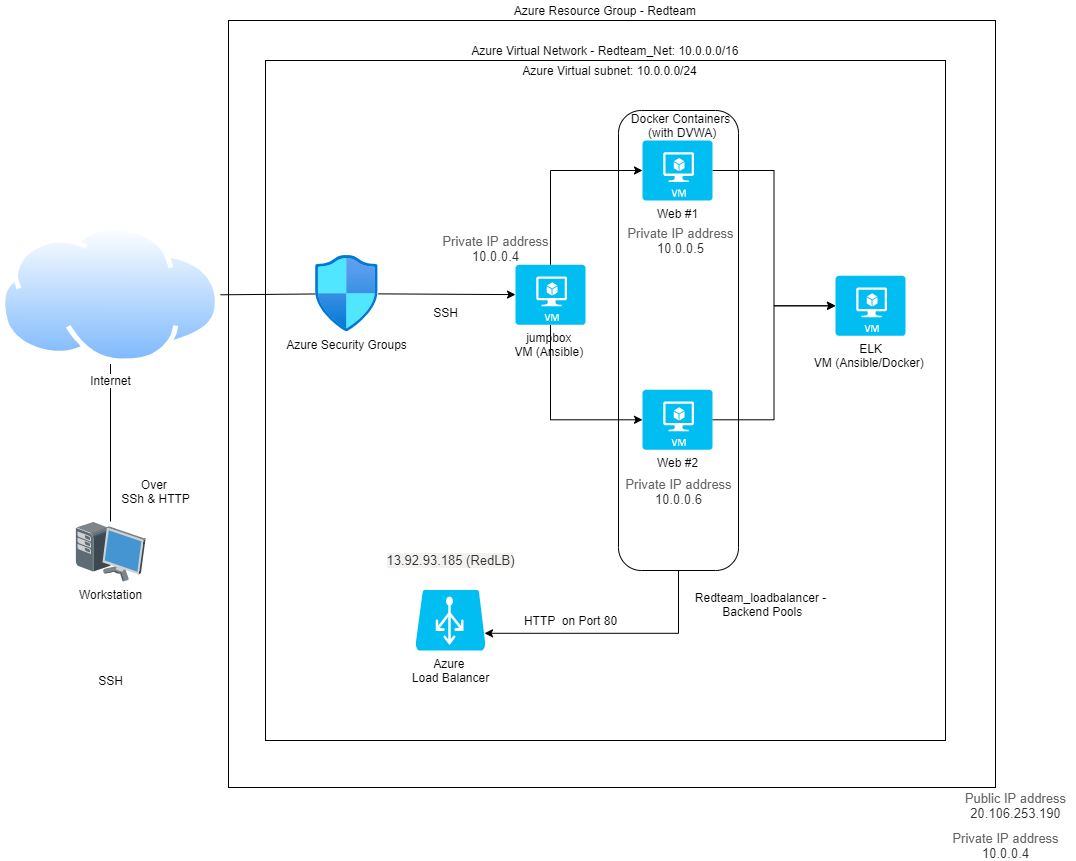 Azure Resource Group - Redteam
Azure Virtual Network - Redteam_Net: 10.0.0.0/16
Azure Virtual subnet: 10.0.0.0/24
Docker Containers
(with DVWA)
VM
Web #1
Private IP address
10.0.0.5
Private IP address
10.0.0.4
VM
jumpbox
VM (Ansible)
SSH
Azure Security Groups
VM
ELK
VM (Ansible/Docker)
Internet
VM
Web #2
Private IP address
10.0.0.6
Over
SSh & HTTP
Workstation
13.92.93.185 (RedLB)
Redteam_loadbalancer -
Backend Pools
HTTP  on Port 80
Azure
Load Balancer
SSH
Public IP address
20.106.253.190
Private IP address
10.0.0.4